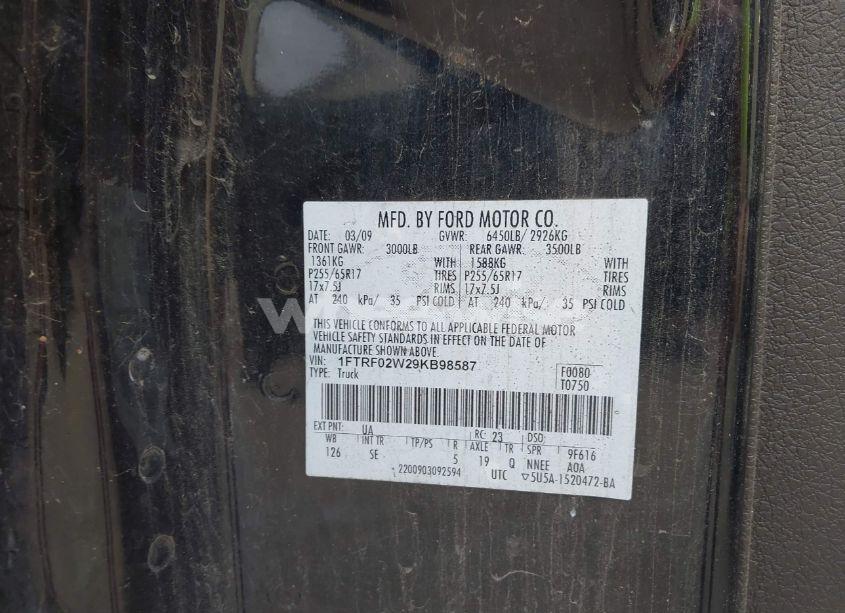 MFD. BY FORD MOTOR CO.
DATE: 03/09 GVWR: 6450LB/ 2926KG
FRONT GAWR: 3000LB REAR GAWR: 3500LB
1361KG WITH 1588KG WITH
P255/65R17 TIRES P255/65R17 TIRES
17x7.5J RIMS 17x7.5J RIMS
AT 240 kPa/ 35 PSI COLD AT 240 kPa/ 35 PSI COLD
THIS VEHICLE CONFORMS TO ALL APPLICABLE FEDERAL MOTOR
VEHICLE SAFETY STANDARDS IN EFFECT ON THE DATE OF
MANUFACTURE SHOWN ABOVE.
VIN: 1FTRF02W29KB98587 F0080
TYPE: Truck T0750
EXT PNT: UA RC: 23 DSO:
WB INT TR TP/PS R AXLE TR SPR 9F616
126 SE 5 19 Q NNEE A0A
2200903092594 UTC ▽5U5A-1520472-BA